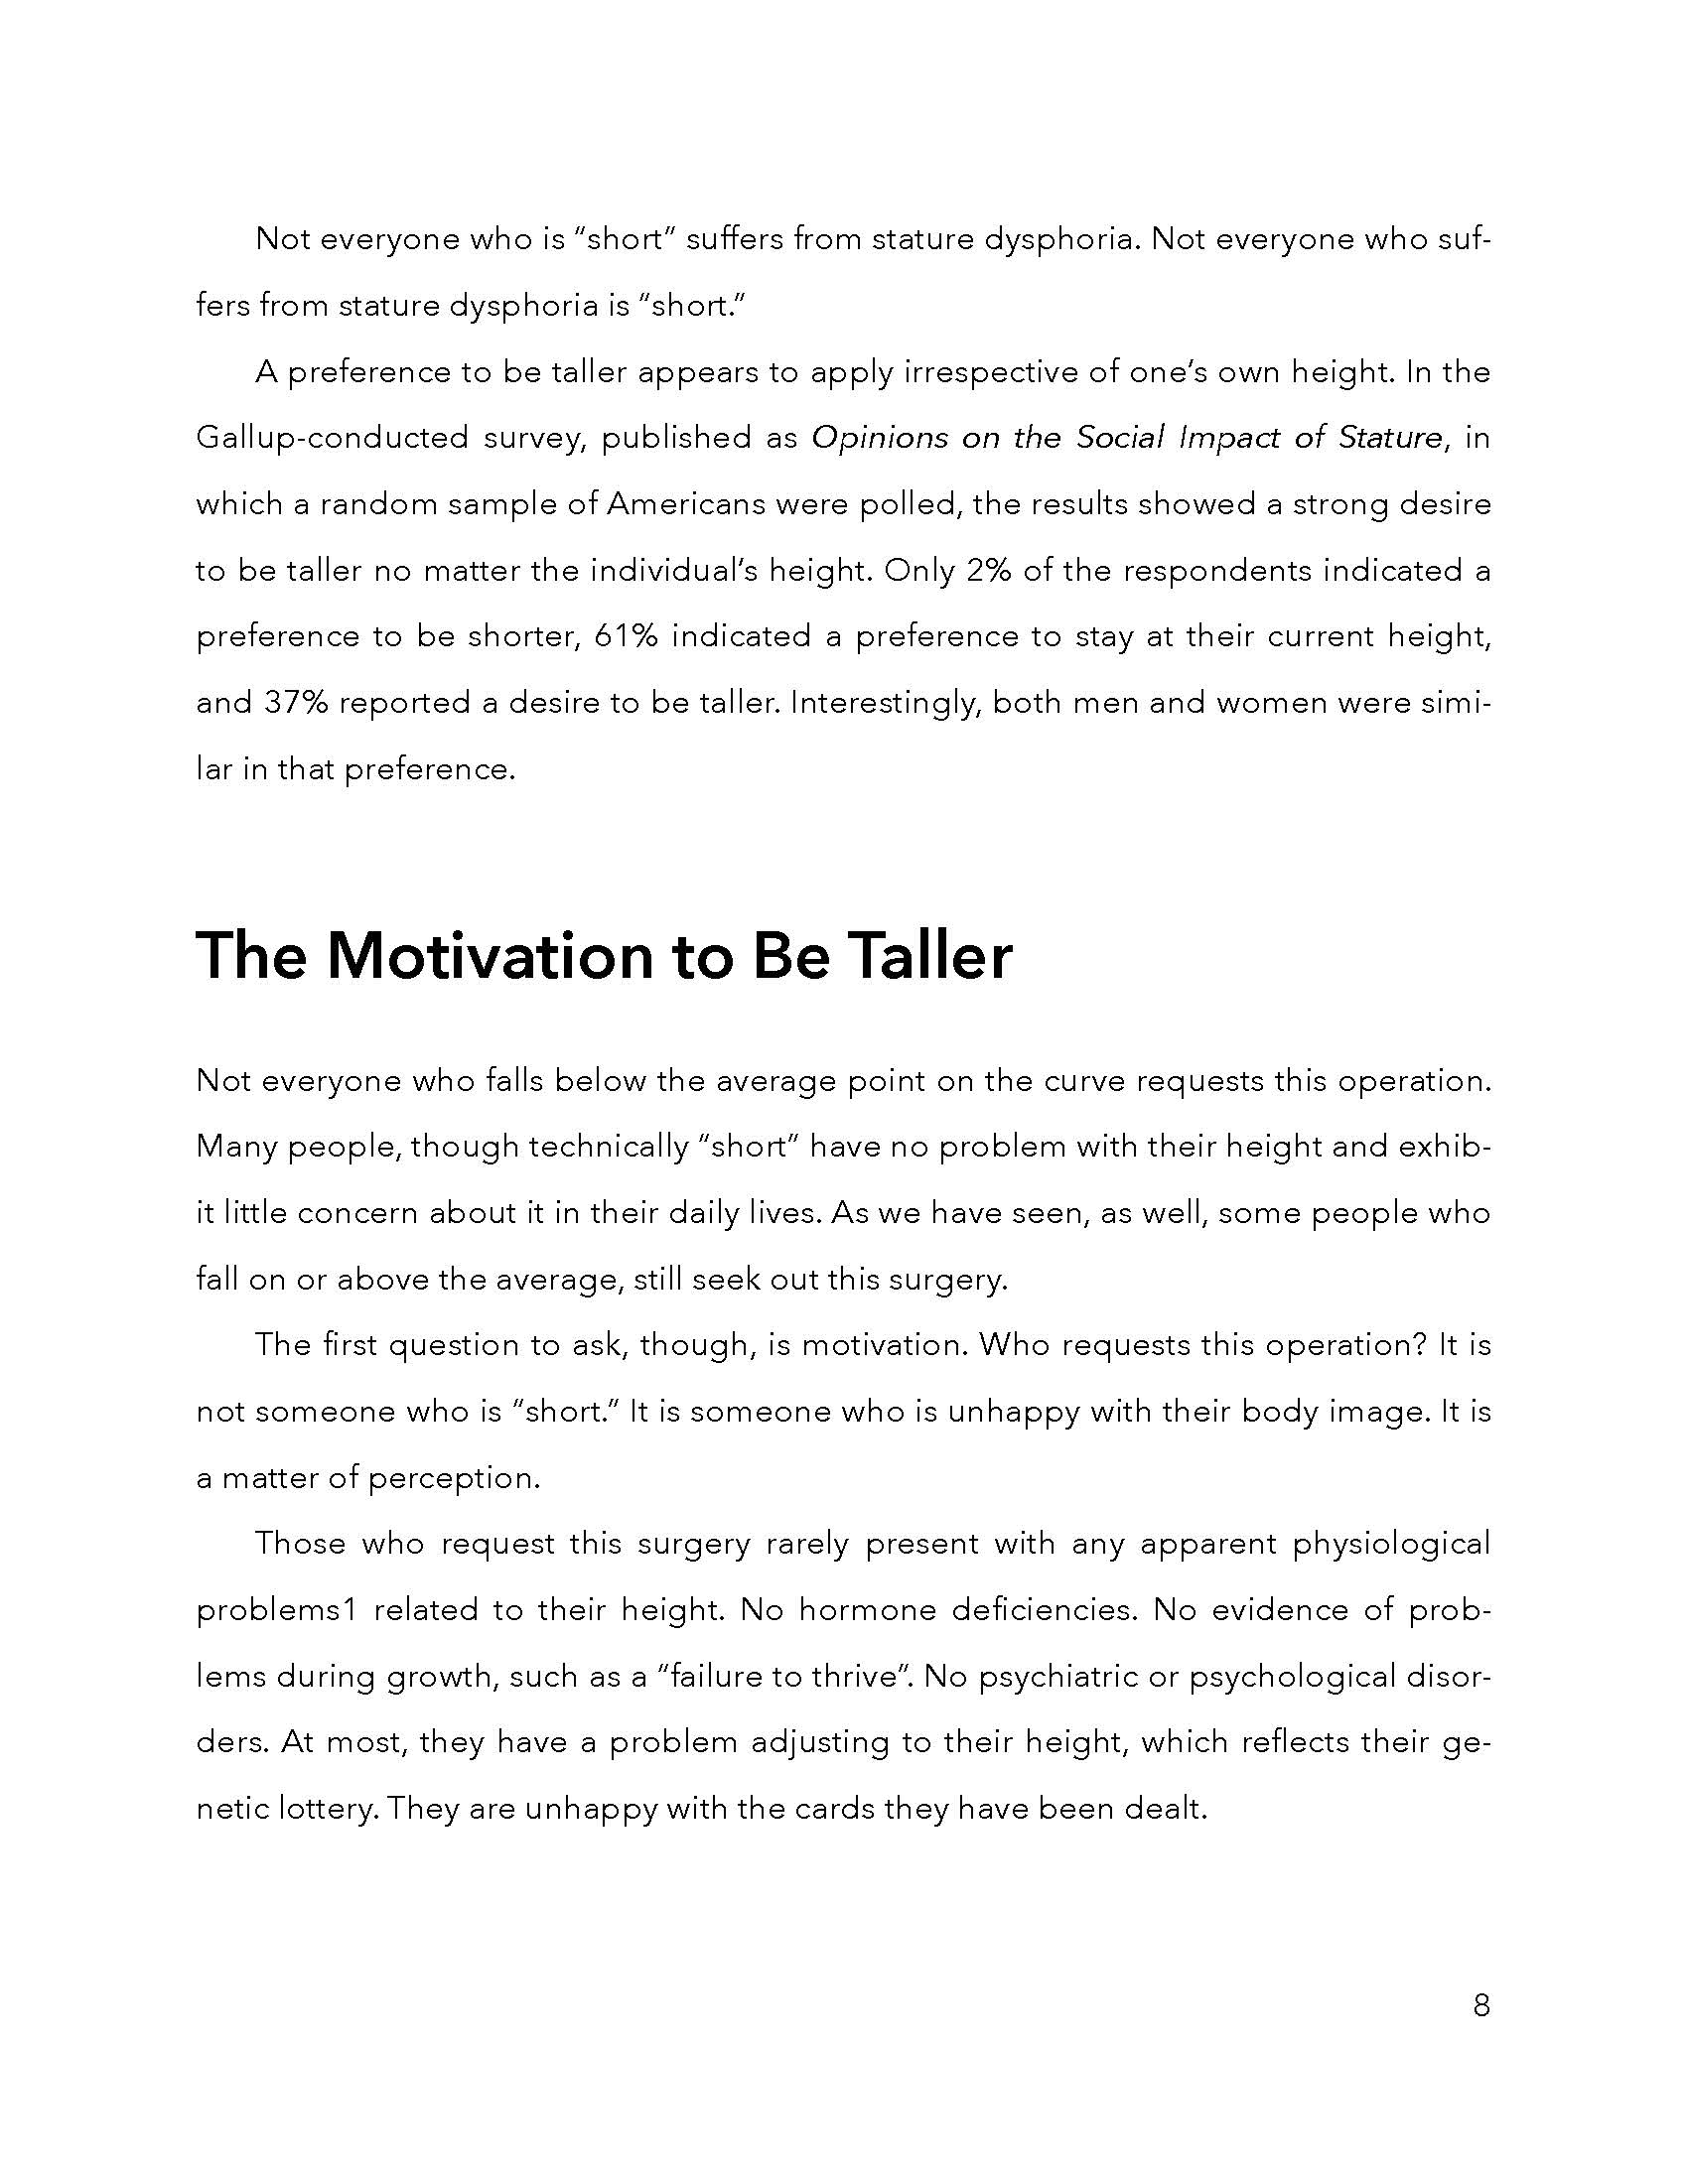 Not everyone who is “short” suffers from stature dysphoria. Not everyone who suf-
fers from stature dysphoria is “short.”
A preference to be taller appears to apply irrespective of one’s own height. In the
Gallup-conducted survey, published as Opinions on the Social Impact of Stature, in
which a random sample of Americans were polled, the results showed a strong desire
to be taller no matter the individual’s height. Only 2% of the respondents indicated a
preference to be shorter, 61% indicated a preference to stay at their current height,
and 37% reported a desire to be taller. Interestingly, both men and women were simi-
lar in that preference.
The Motivation to Be Taller
Not everyone who falls below the average point on the curve requests this operation.
Many people, though technically “short” have no problem with their height and exhib-
it little concern about it in their daily lives. As we have seen, as well, some people who
fall on or above the average, still seek out this surgery.
The first question to ask, though, is motivation. Who requests this operation? It is
not someone who is “short.” It is someone who is unhappy with their body image. It is
a matter of perception.
Those who request this surgery rarely present with any apparent physiological
problems1 related to their height. No hormone deficiencies. No evidence of prob-
lems during growth, such as a “failure to thrive”. No psychiatric or psychological disor-
ders. At most, they have a problem adjusting to their height, which reflects their ge-
netic lottery. They are unhappy with the cards they have been dealt.
8